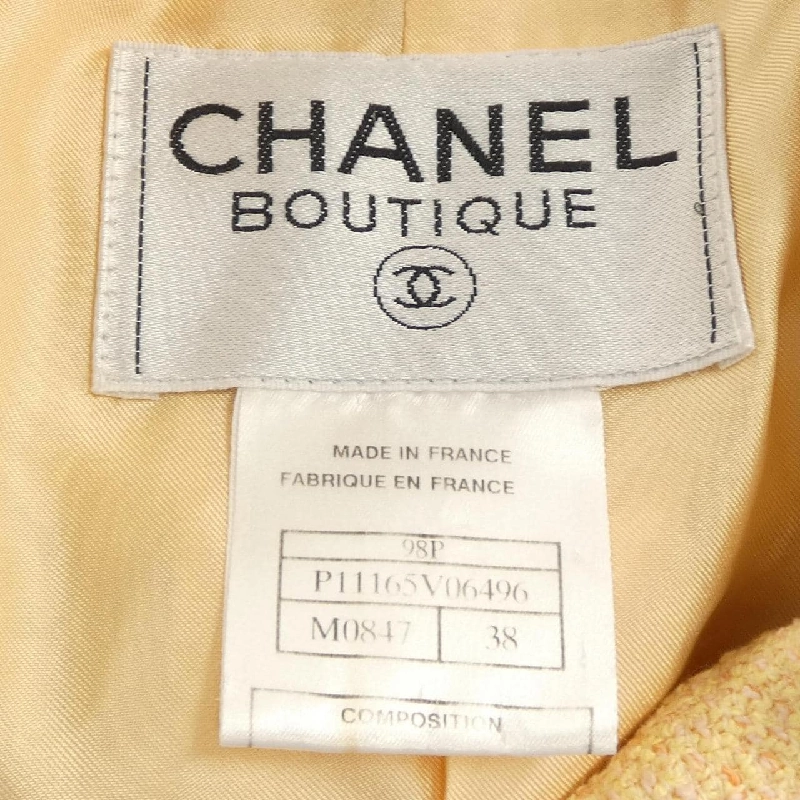 CHANEL
BOUTIQUE
MADE IN FRANCE
FABRIQUE EN FRANCE
98P
P11165V06496
M0847 38
COMPOSITION